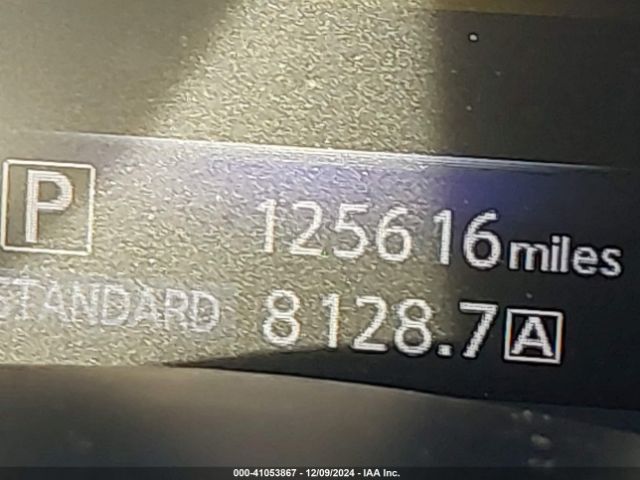 P
125616 miles
STANDARD
8128.7 A
000-41053867 - 12/09/2024 - IAA Inc.